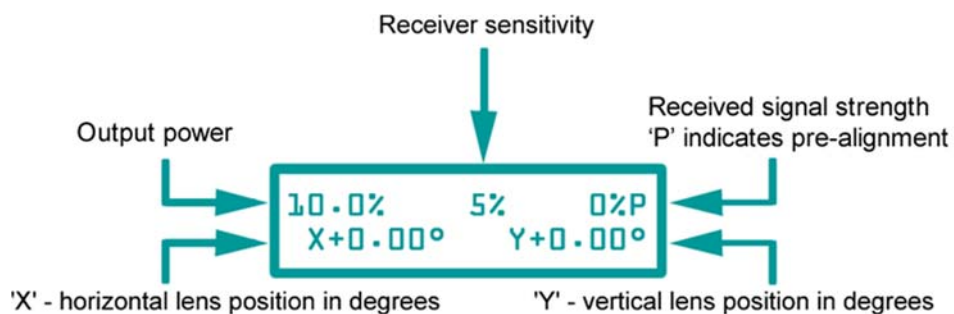 Receiver sensitivity
Received signal strength
'P' indicates pre-alignment
Output power
10.0% 5% 0%P
X+0.00° Y+0.00°
'X' - horizontal lens position in degrees
'Y' - vertical lens position in degrees